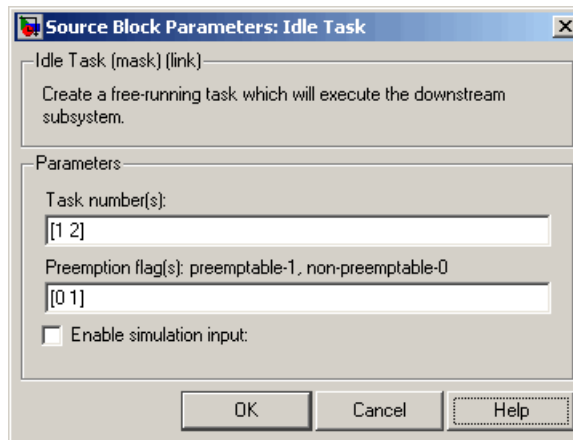 Source Block Parameters: Idle Task
Idle Task (mask) (link)
Create a free-running task which will execute the downstream
subsystem.
Parameters
Task number(s):
[1 2]
Preemption flag(s): preemptable-1, non-preemptable-0
[0 1]
Enable simulation input:
OK Cancel Help